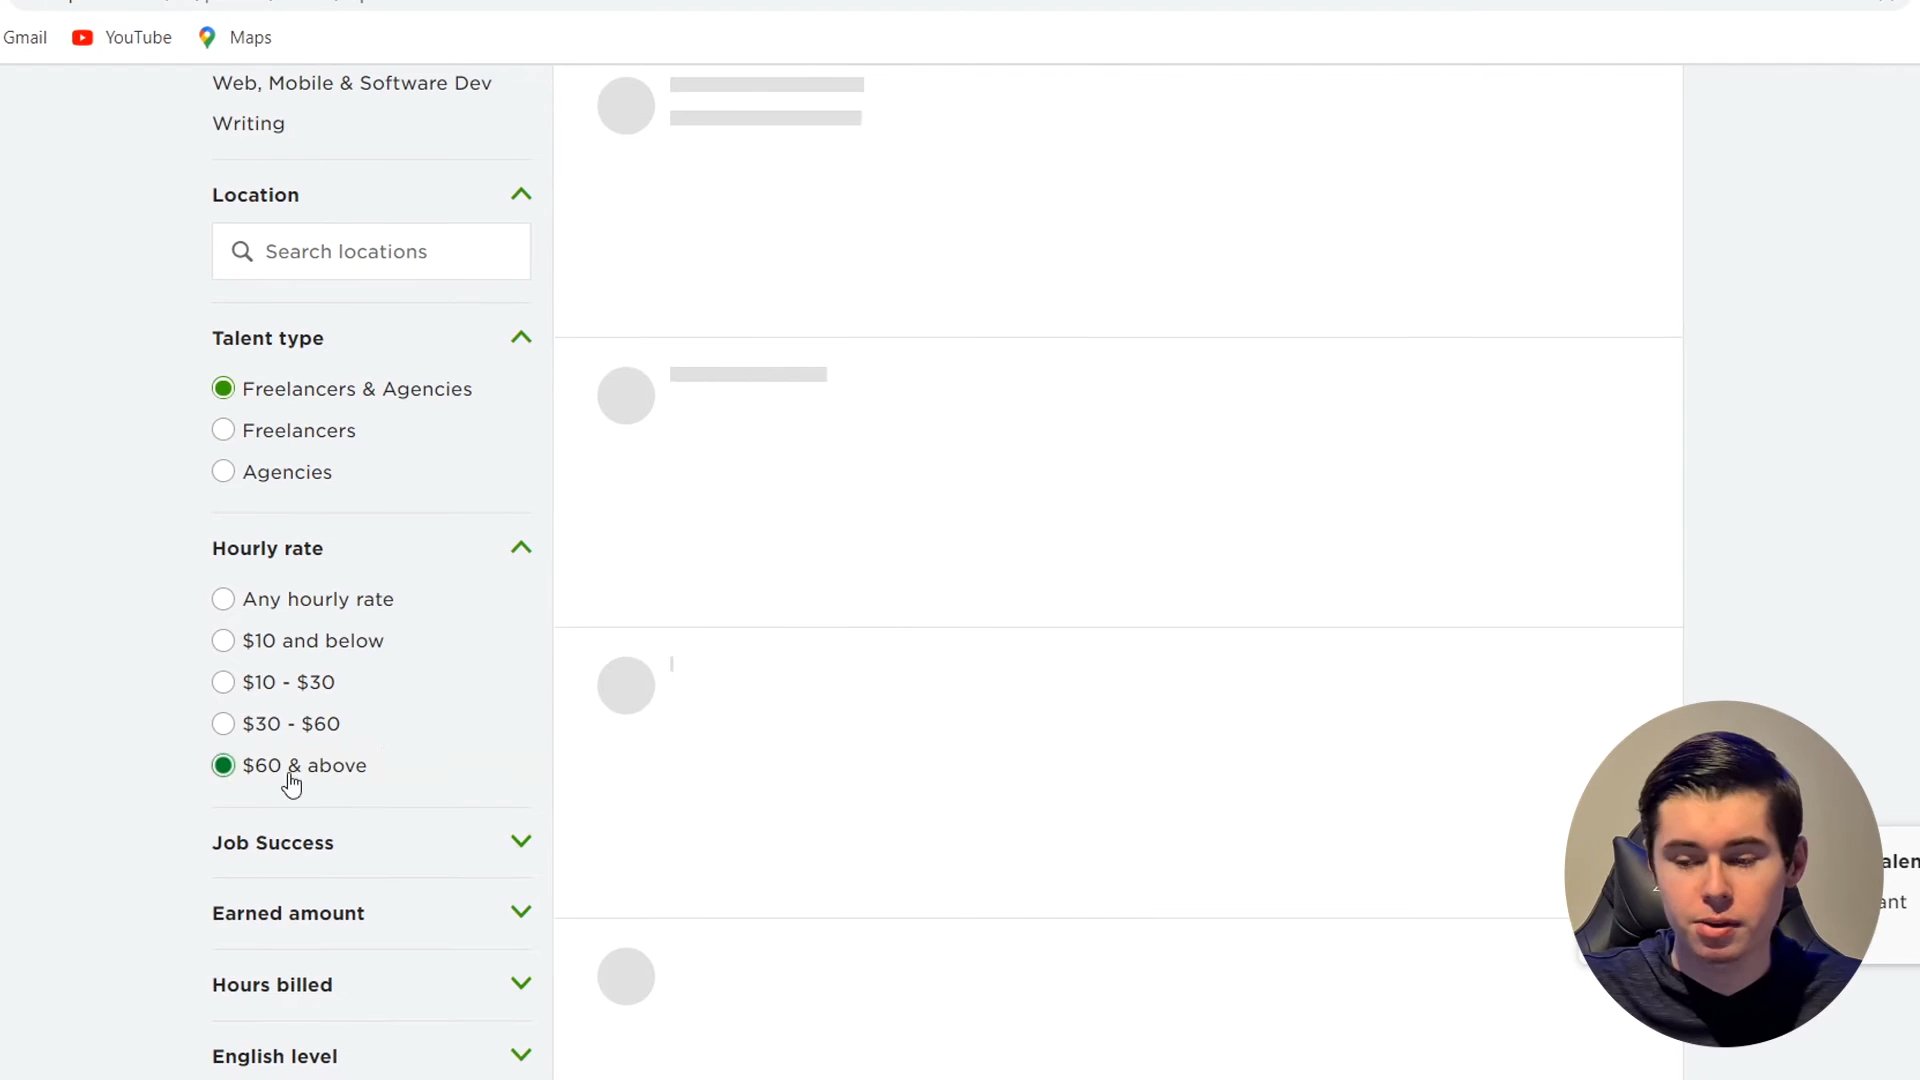 Gmail
YouTube
Maps
Web, Mobile & Software Dev
Writing
Location
Search locations
Talent type
Freelancers & Agencies
Freelancers
Agencies
Hourly rate
Any hourly rate
$10 and below
$10 - $30
$30 - $60
$60 & above
Job Success
Earned amount
Hours billed
English level
alen
ant